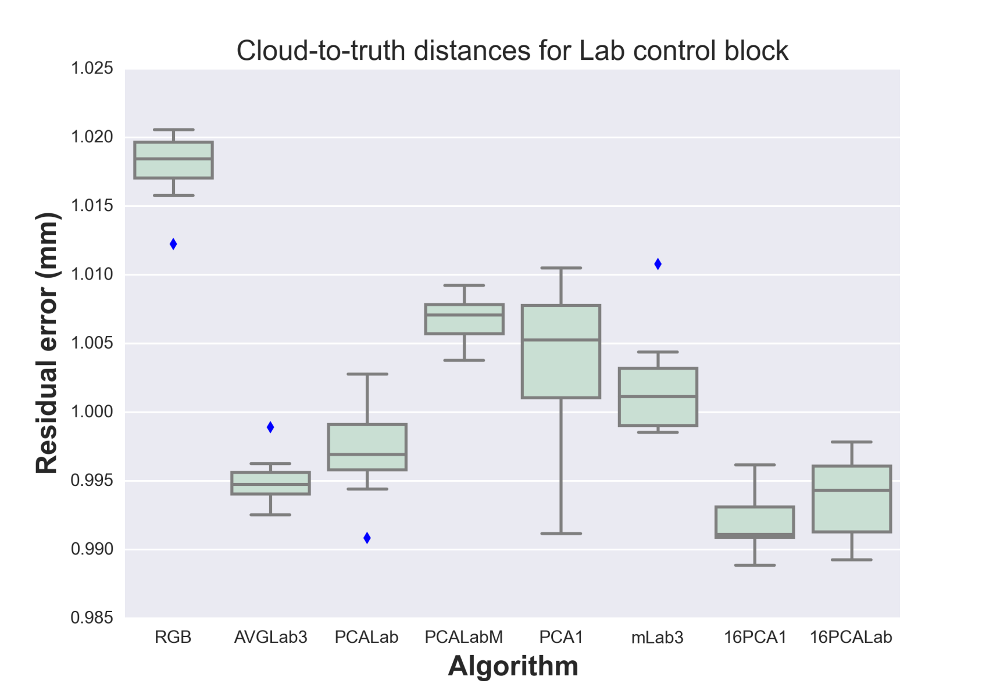 Cloud-to-truth distances for Lab control block
1.025
1.020
1.015
1.010
1.005
1.000
0.995
0.990
0.985
Residual error (mm)
RGB AVGLab3 PCALab PCALabM PCA1 mLab3 16PCA1 16PCALab
Algorithm